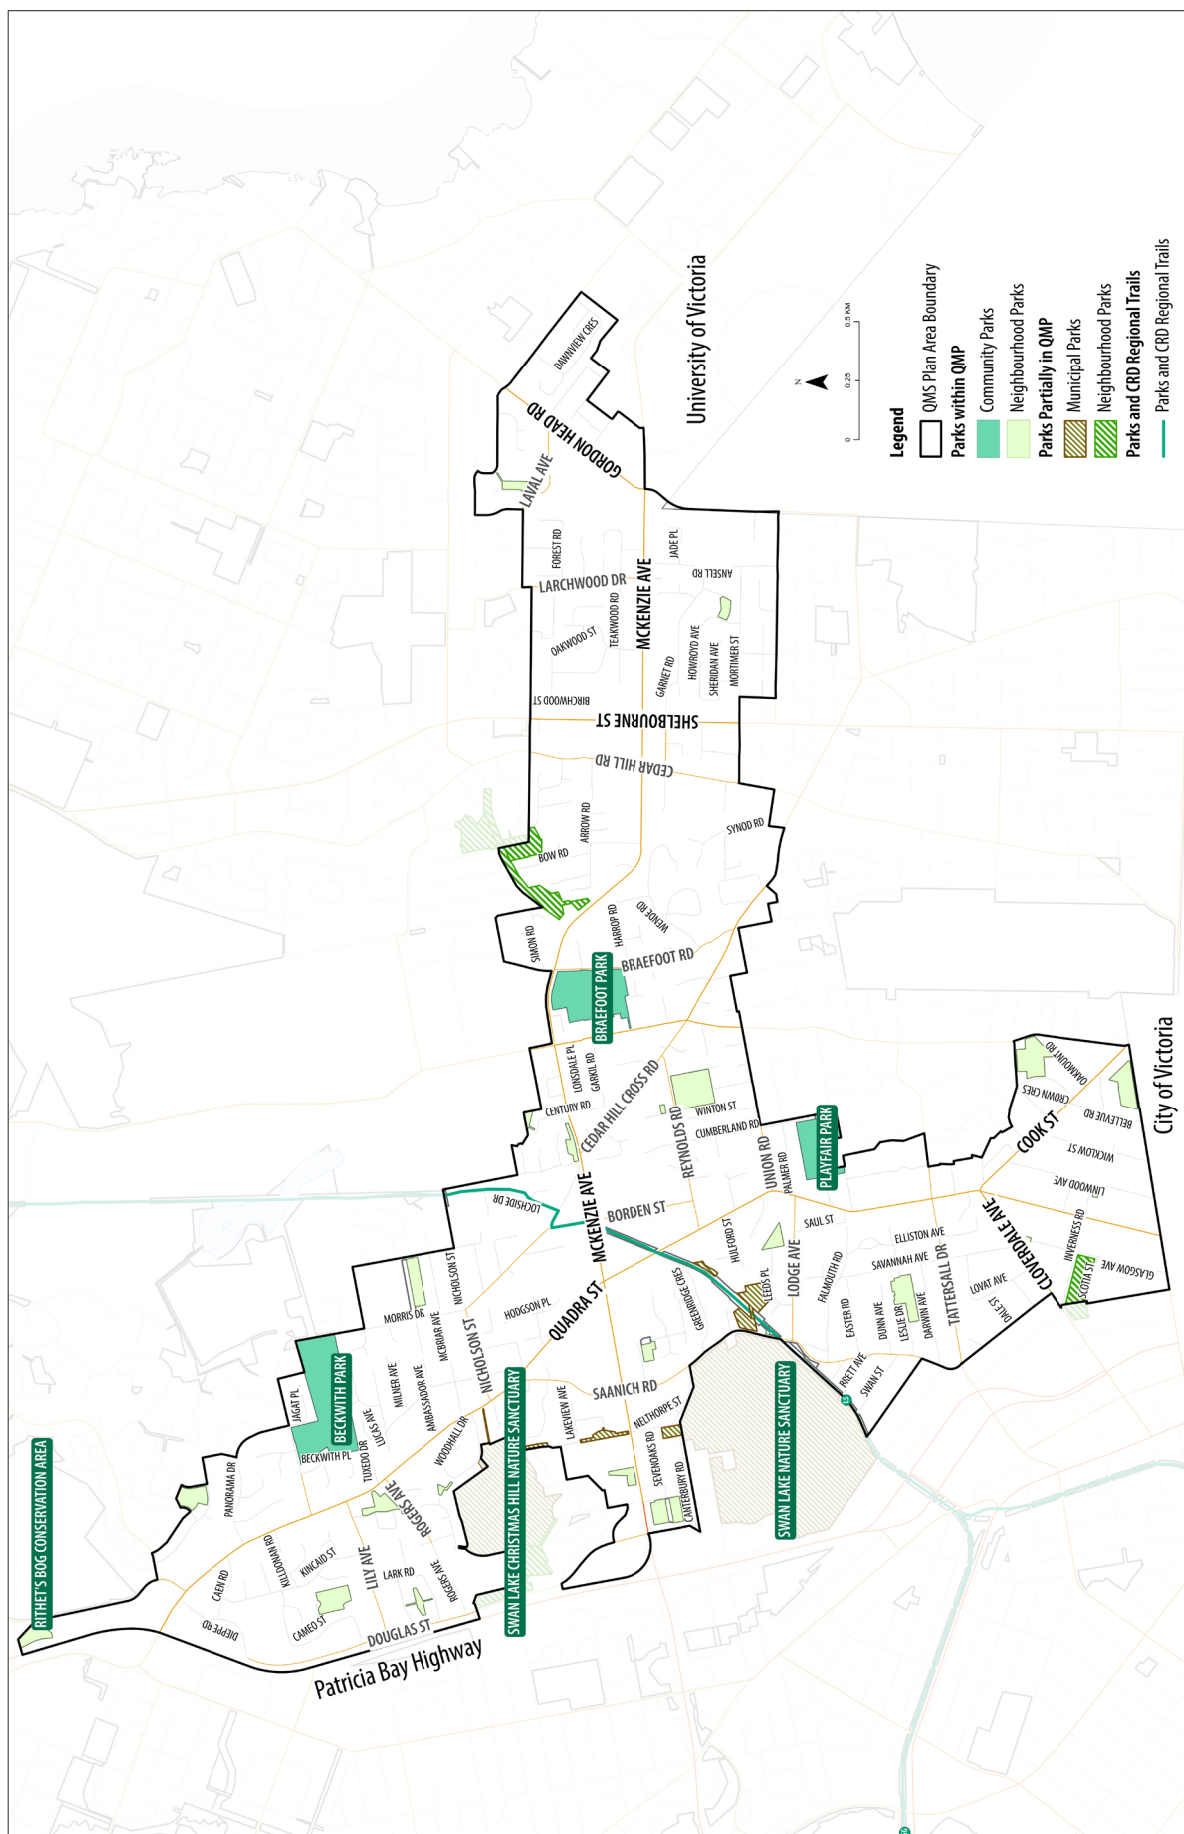 RITHET'S BOG CONSERVATION AREA
PANORAMA DR
CAEN RD
DIEPPE RD
KILLDONAN RD
KINCAID ST
CAMEO ST
LILY AVE
LARK RD
ROGERS AVE
ROGERS AVE
DOUGLAS ST
Patricia Bay Highway
JAGAT PL
BECKWITH PARK
BECKWITH PL
TUXEDO DR
LUCAS AVE
MILNER AVE
AMBASSADOR AVE
MCBRIAR AVE
MORRIS DE
NICHOLSON ST
NICHOLSON ST
WOODHALL DR
HODGSON PL
QUADRA ST
SWAN LAKE CHRISTMAS HILL NATURE SANCTUARY
LAKEVIEW AVE
SAANICH RD
NELTHORPE ST
SEVENOAKS RD
CANTERBURY RD
GREENRIDGE CRES
SWAN LAKE NATURE SANCTUARY
LOCHSIDE DR
MCKENZIE AVE
BORDEN ST
CENTURY RD
LONSDALE PL
GARKIL RD
CEDAR HILL CROSS RD
REYNOLDS RD
WINTON ST
CUMBERLAND RD
UNION RD
PALMER RD
PLAYFAIR PARK
HULFORD ST
LEEDS PL
LODGE AVE
SAUL ST
FALMOUTH RD
EASTER RD
DUNN AVE
LESLIE DR
DARWIN AVE
SAVANNAH AVE
ELLISTON AVE
TATTERSALL DR
BRETT AVE
SWAN ST
LOVAT AVE
DALE ST
CLOVERDALE AVE
INVERNESS RD
SCOTIA ST
GLASGOW AVE
LINWOOD AVE
WICKLOW ST
BELLEVUE RD
COOK ST
CROWN CRES
OAKMOUNT RD
City of Victoria
BRAEFOOT PARK
BRAEFOOT RD
SIMON RD
HARROP RD
WENDE RD
BOW RD
ARROW RD
SYNOD RD
CEDAR HILL RD
SHELBOURNE ST
BIRCHWOOD ST
OAKWOOD ST
TEAKWOOD RD
LARCHWOOD DR
FOREST RD
MCKENZIE AVE
GARNET RD
HOWROYD AVE
SHERIDAN AVE
MORTIMER ST
ANSELL RD
JADE PL
LAVAL AVE
GORDON HEAD RD
DAWNVIEW CRES
University of Victoria
N
0
0.25
0.5 KM
Legend
QMS Plan Area Boundary
Parks within QMP
Community Parks
Neighbourhood Parks
Parks Partially in QMP
Municipal Parks
Neighbourhood Parks
Parks and CRD Regional Trails
Parks and CRD Regional Trails